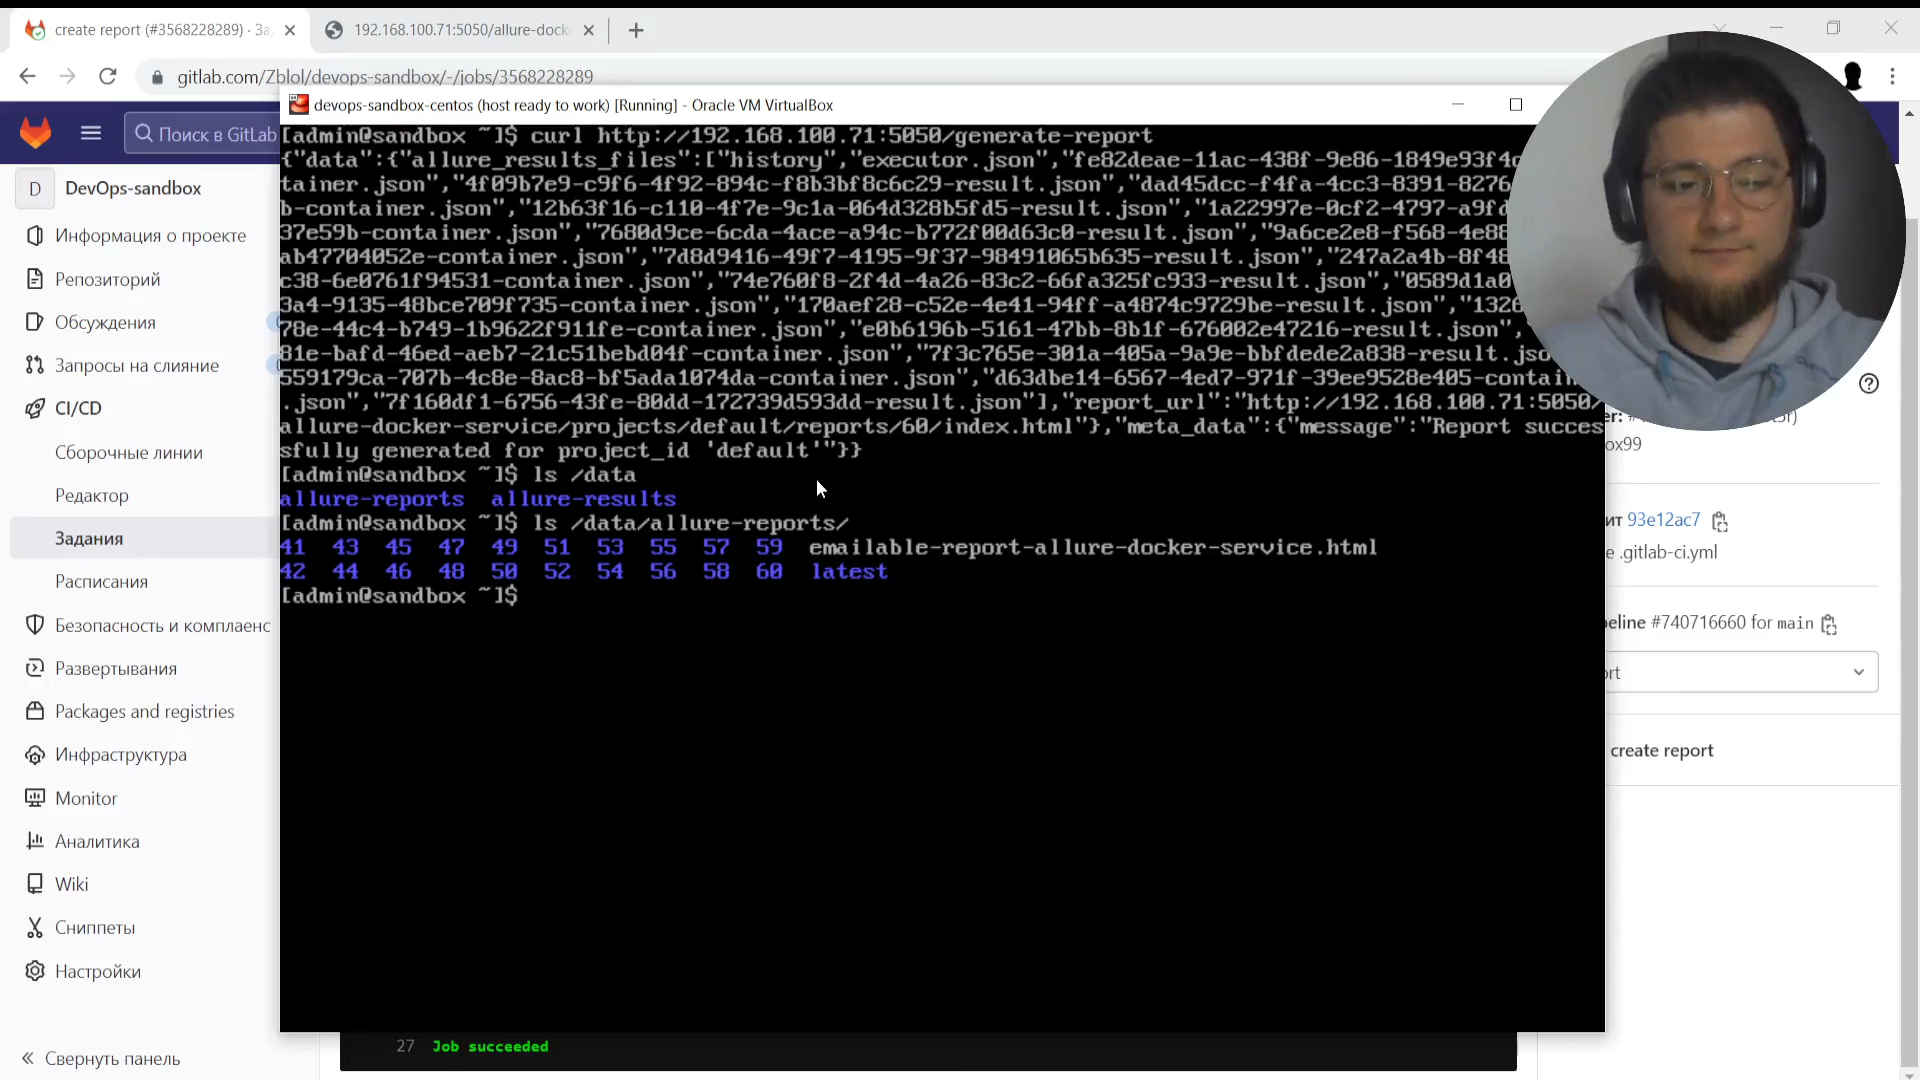 create report (#3568228289) · За
192.168.100.71:5050/allure-dock
gitlab.com/Zblol/devops-sandbox/-/jobs/3568228289
Поиск в GitLab
D DevOps-sandbox
Информация о проекте
Репозиторий
Обсуждения
Запросы на слияние
CI/CD
Сборочные линии
Редактор
Задания
Расписания
Безопасность и комплаенс
Развертывания
Packages and registries
Инфраструктура
Monitor
Аналитика
Wiki
Сниппеты
Настройки
Свернуть панель
devops-sandbox-centos (host ready to work) [Running] - Oracle VM VirtualBox
[admin@sandbox ~]$ curl http://192.168.100.71:5050/generate-report
{"data":{"allure_results_files":["history","executor.json","fe82deae-11ac-438f-9e86-1849e93f4c
tainer.json","4f09b7e9-c9f6-4f92-894c-f8b3bf8c6c29-result.json","dad45dcc-f4fa-4cc3-8391-8276
b-container.json","12b63f16-c110-4f7e-9c1a-064d328b5fd5-result.json","1a22997e-0cf2-4797-a9fd
37e59b-container.json","7680d9ce-6cda-4ace-a94c-b772f00d63c0-result.json","9a6ce2e8-f568-4e88
ab47704052e-container.json","7d8d9416-49f7-4195-9f37-98491065b635-result.json","247a2a4b-8f48
c38-6e0761f94531-container.json","74e760f8-2f4d-4a26-83c2-66fa325fc933-result.json","0589d1a0
3a4-9135-48bce709f735-container.json","170aef28-c52e-4e41-94ff-a4874c9729be-result.json","1326
78e-44c4-b749-1b9622f911fe-container.json","e0b6196b-5161-47bb-8b1f-676002e47216-result.json",
81e-bafd-46ed-aeb7-21c51bebd04f-container.json","7f3c765e-301a-405a-9a9e-bbfdede2a838-result.jso
559179ca-707b-4c8e-8ac8-bf5ada1074da-container.json","d63dbe14-6567-4ed7-971f-39ee9528e405-contain
.json","7f160df1-6756-43fe-80dd-172739d593dd-result.json"],"report_url":"http://192.168.100.71:5050/
allure-docker-service/projects/default/reports/60/index.html"},"meta_data":{"message":"Report succes
sfully generated for project_id 'default'"}}
[admin@sandbox ~]$ ls /data
allure-reports allure-results
[admin@sandbox ~]$ ls /data/allure-reports/
41 43 45 47 49 51 53 55 57 59 emailable-report-allure-docker-service.html
42 44 46 48 50 52 54 56 58 60 latest
[admin@sandbox ~]$
ox99
ит 93e12ac7
e .gitlab-ci.yml
eline #740716660 for main
rt
create report
27 Job succeeded